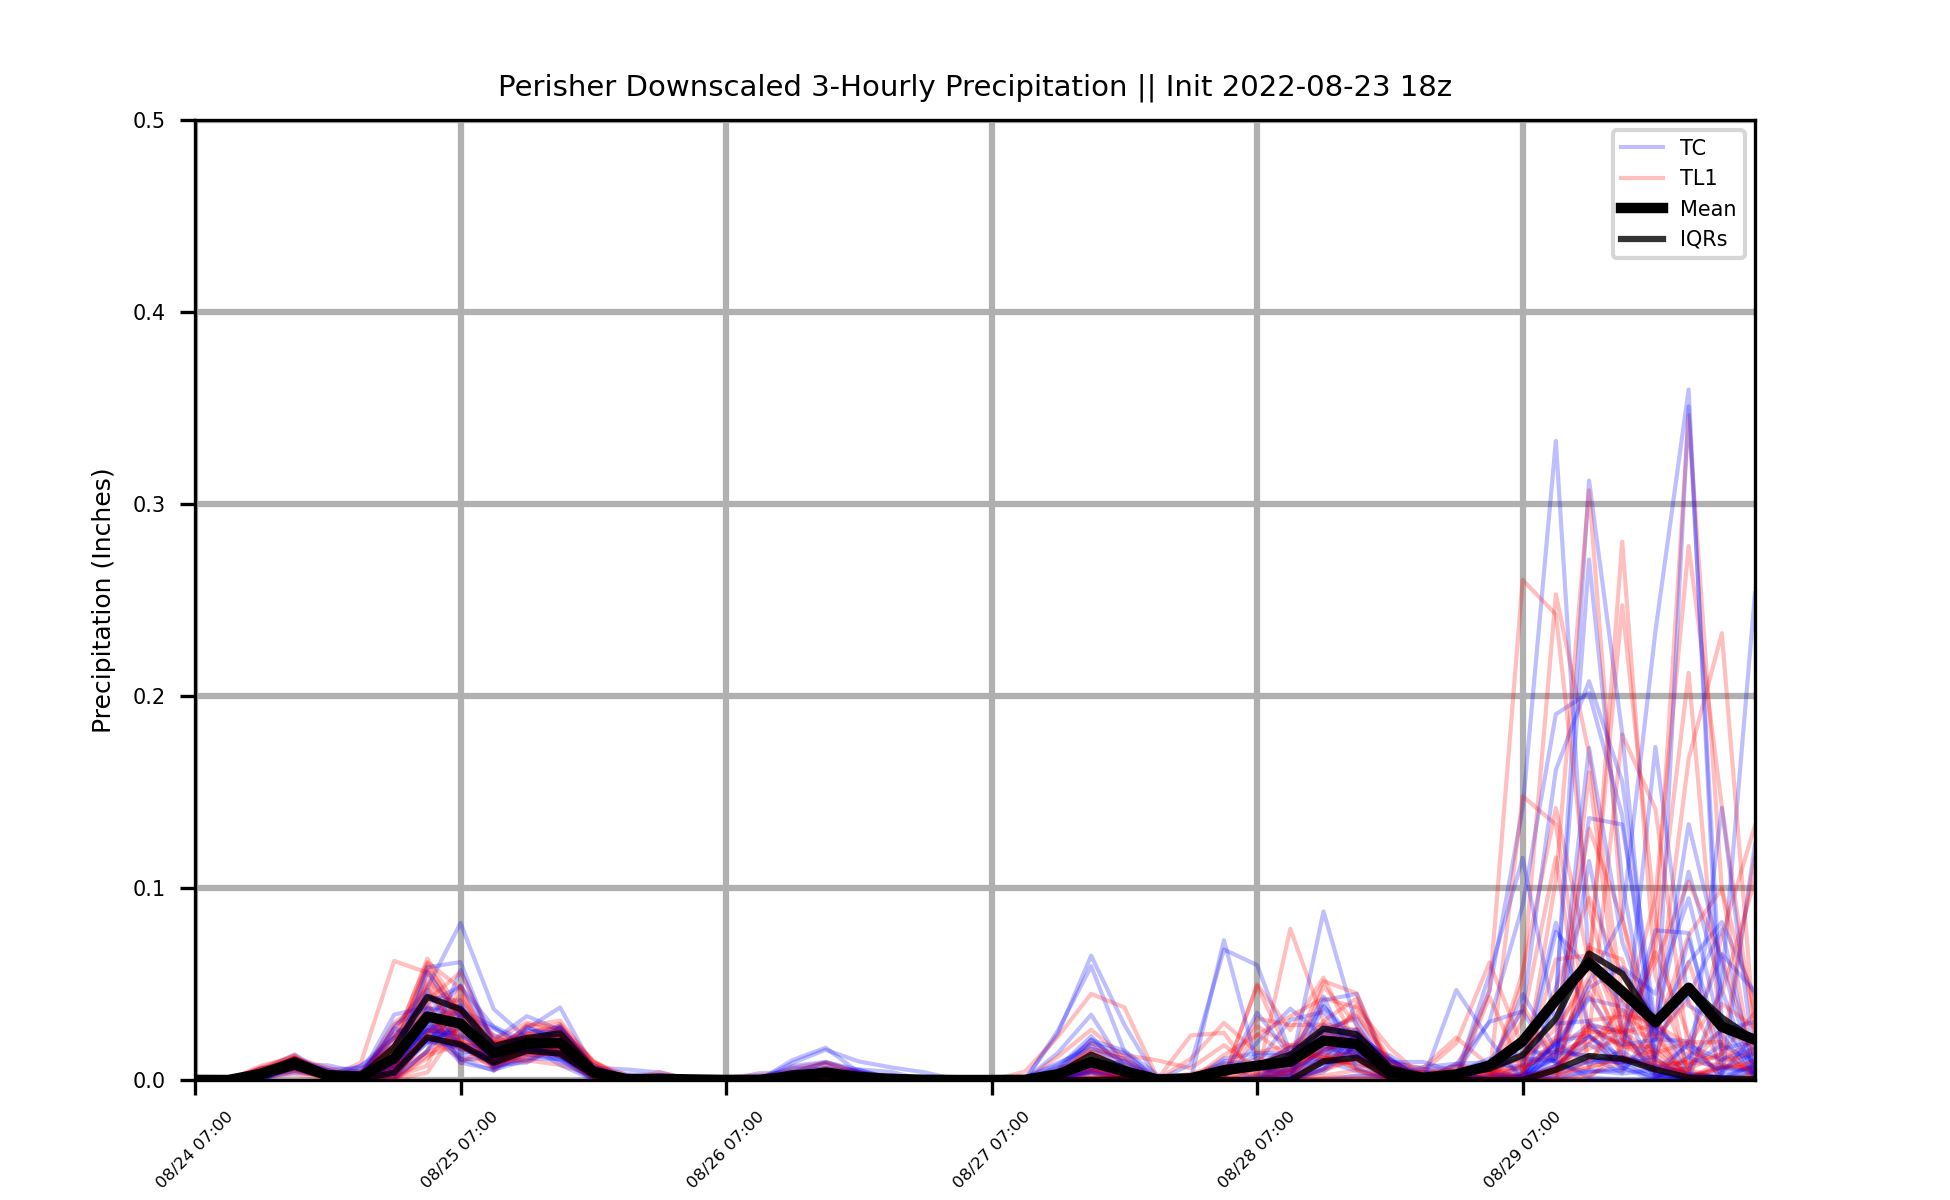 Perisher Downscaled 3-Hourly Precipitation || Init 2022-08-23 18z
0.5
0.4
0.3
0.2
0.1
0.0
Precipitation (Inches)
TC
TL1
Mean
IQRs
08/24 07:00
08/25 07:00
08/26 07:00
08/27 07:00
08/28 07:00
08/29 07:00